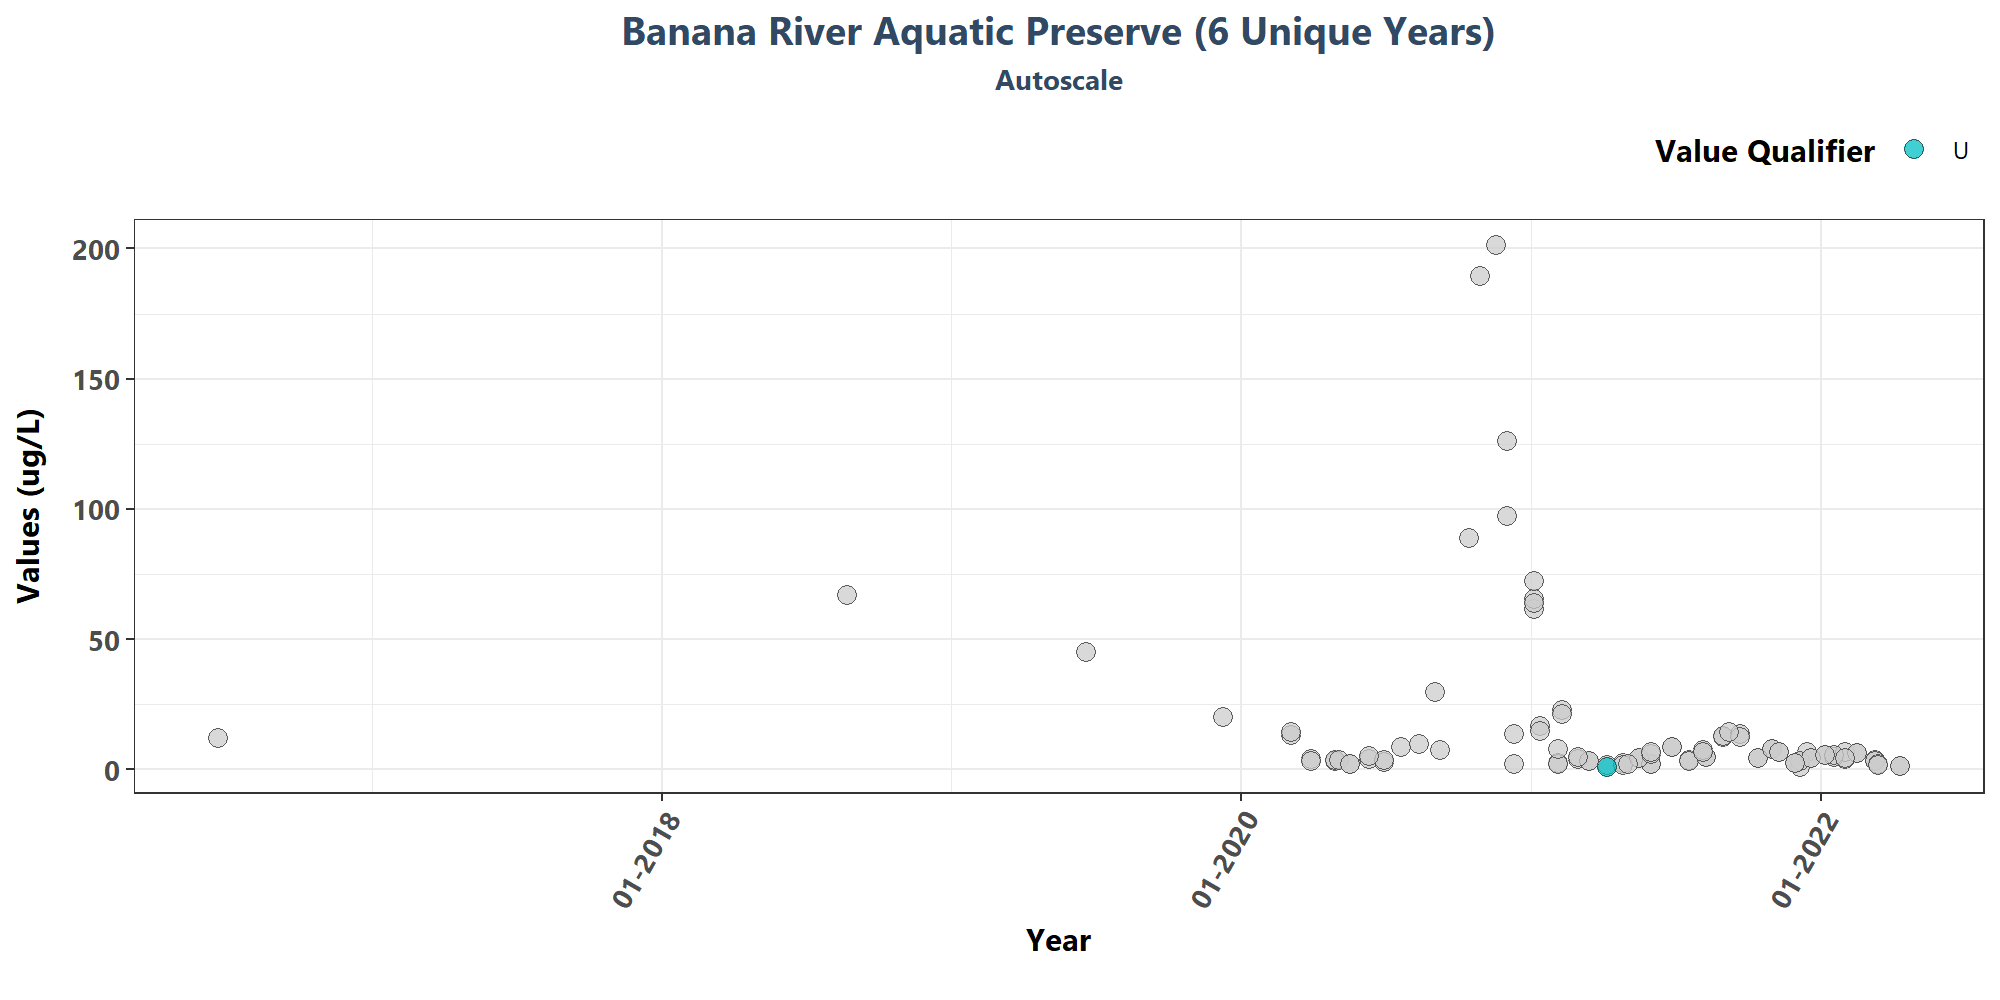 Banana River Aquatic Preserve (6 Unique Years)
Autoscale
Value Qualifier U
200
150
100
50
0
Values (ug/L)
01-2018
01-2020
01-2022
Year